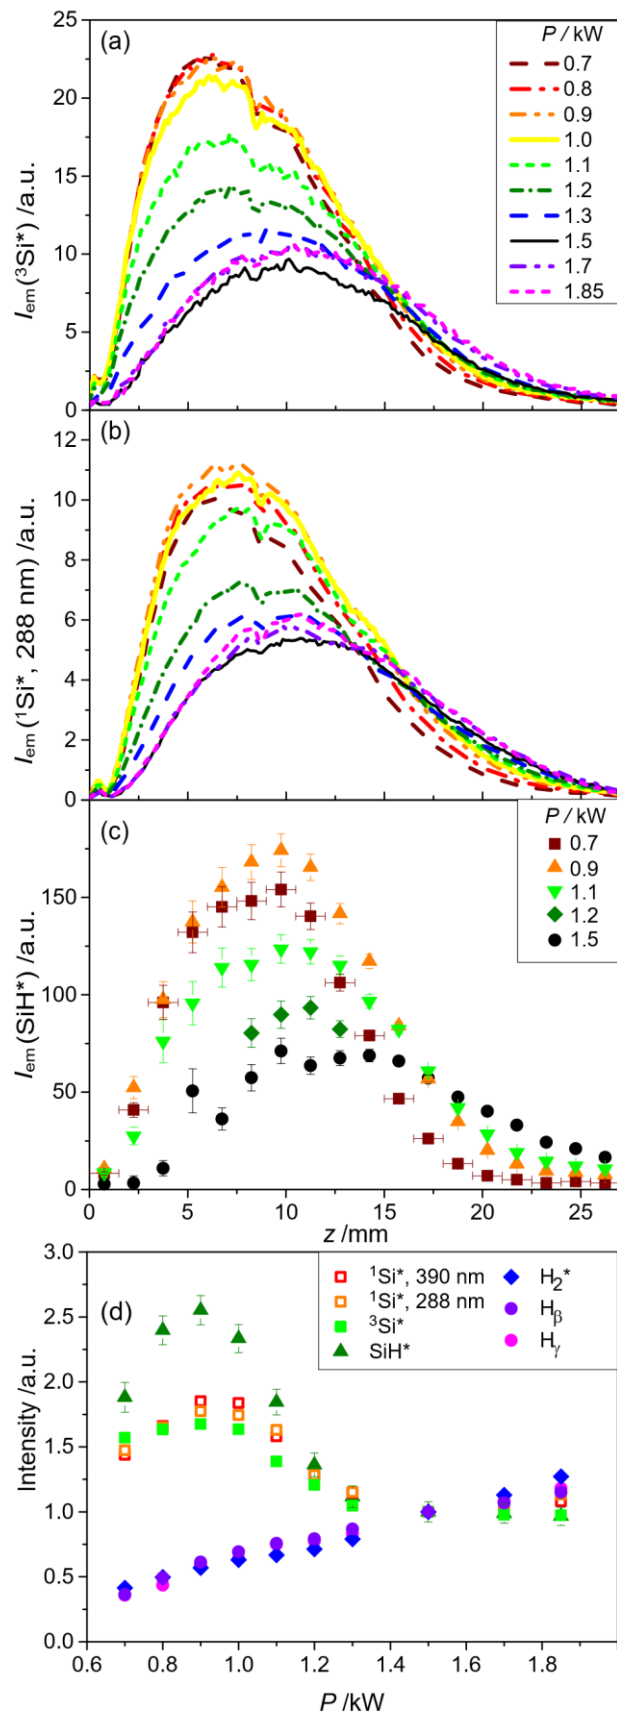 (a)
P / kW
0.7
0.8
0.9
1.0
1.1
1.2
1.3
1.5
1.7
1.85
25
20
15
10
5
0
I_em(³Si*) /a.u.
(b)
12
10
8
6
4
2
0
I_em(¹Si*, 288 nm) /a.u.
(c)
P / kW
0.7
0.9
1.1
1.2
1.5
150
100
50
0
I_em(SiH*) /a.u.
0 5 10 15 20 25
z /mm
(d)
¹Si*, 390 nm
¹Si*, 288 nm
³Si*
SiH*
H₂*
Hβ
Hγ
3.0
2.5
2.0
1.5
1.0
0.5
0.0
Intensity /a.u.
0.6 0.8 1.0 1.2 1.4 1.6 1.8
P /kW